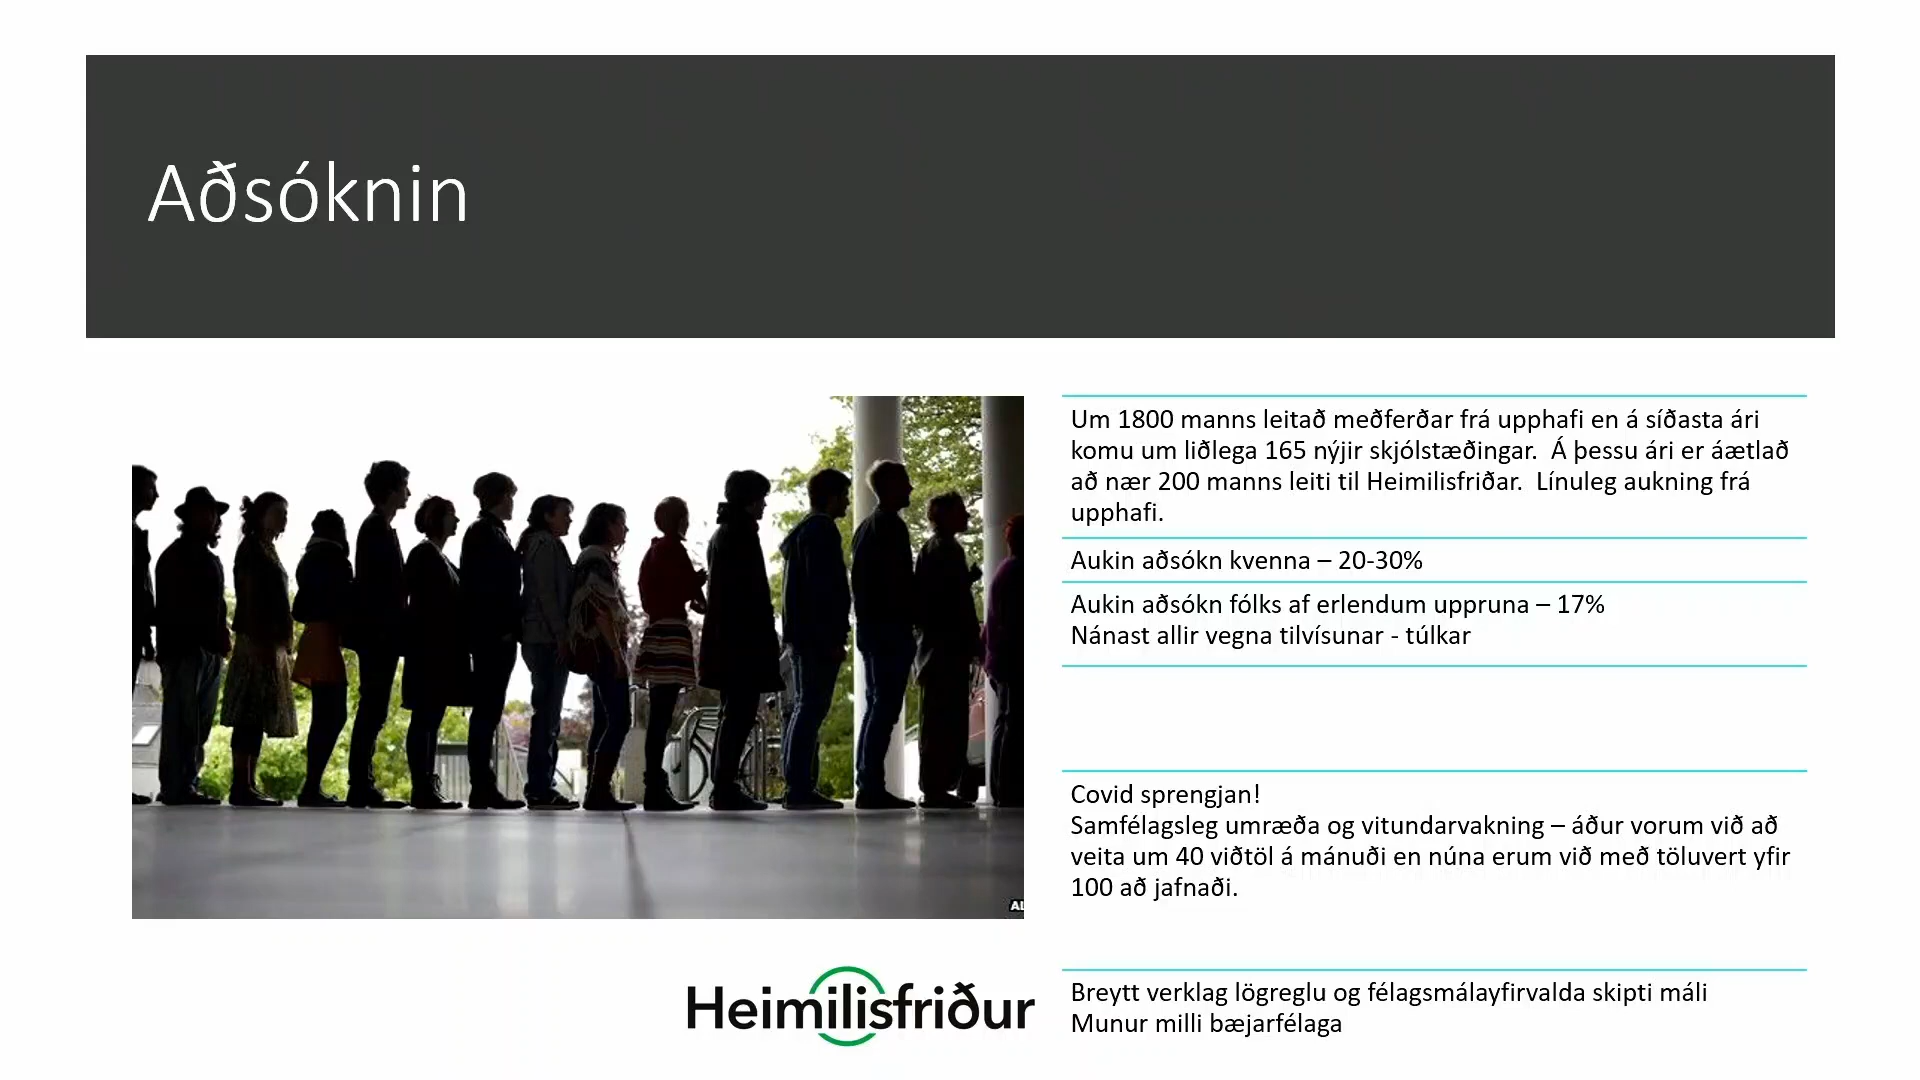 Aðsóknin
Um 1800 manns leitað meðferðar frá upphafi en á síðasta ári
komu um liðlega 165 nýjir skjólstæðingar.  Á þessu ári er áætlað
að nær 200 manns leiti til Heimilisfriðar.  Línuleg aukning frá
upphafi.
Aukin aðsókn kvenna – 20-30%
Aukin aðsókn fólks af erlendum uppruna – 17%
Nánast allir vegna tilvísunar - túlkar
Covid sprengjan!
Samfélagsleg umræða og vitundarvakning – áður vorum við að
veita um 40 viðtöl á mánuði en núna erum við með töluvert yfir
100 að jafnaði.
Breytt verklag lögreglu og félagsmálayfirvalda skipti máli
Munur milli bæjarfélaga
Heimilisfriður